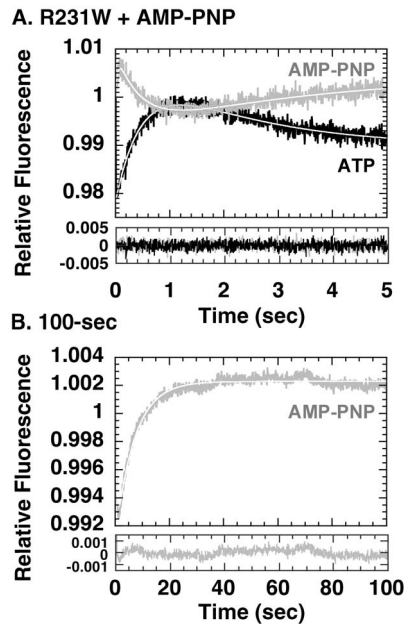 A. R231W + AMP-PNP
1.01
1
0.99
0.98
Relative Fluorescence
AMP-PNP
ATP
0.005
0
-0.005
0 1 2 3 4 5
Time (sec)
B. 100-sec
1.004
1.002
1
0.998
0.996
0.994
0.992
Relative Fluorescence
AMP-PNP
0.001
0
-0.001
0 20 40 60 80 100
Time (sec)